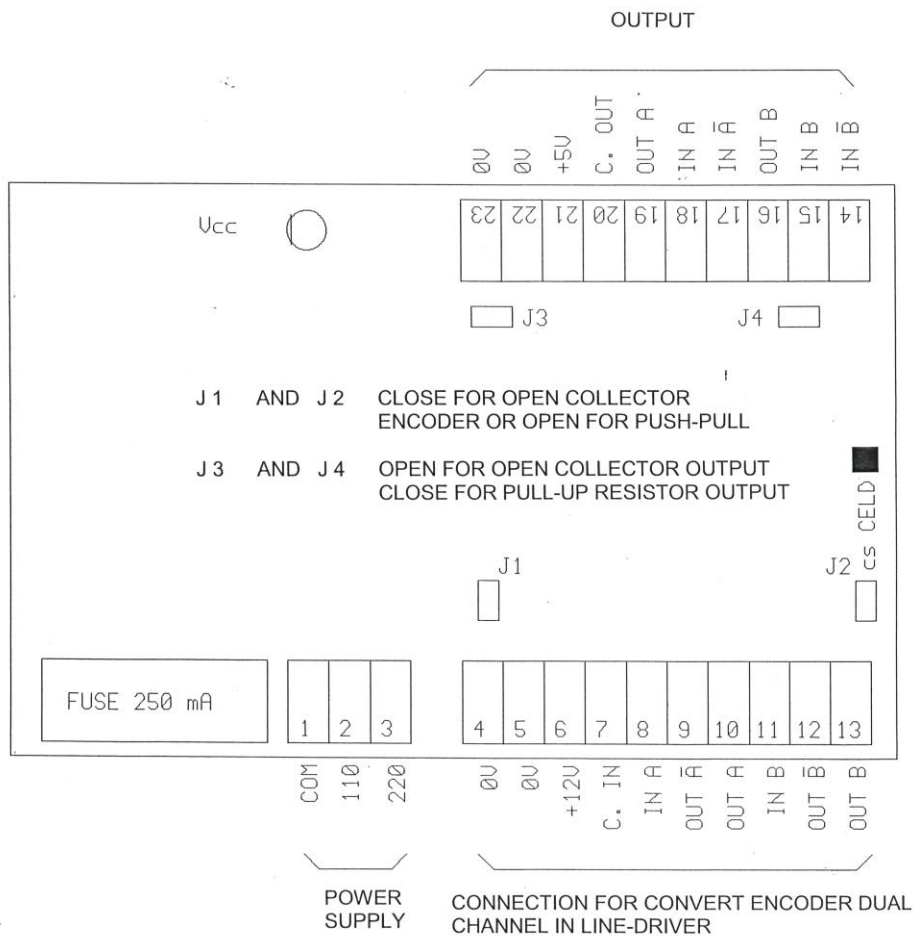 OUTPUT
0V
0V
+5V
C. OUT
OUT A
IN A
IN A̅
OUT B
IN B
IN B̅
Vcc
23
22
21
20
19
18
17
16
15
14
J3
J4
J1 AND J2 CLOSE FOR OPEN COLLECTOR
ENCODER OR OPEN FOR PUSH-PULL
J3 AND J4 OPEN FOR OPEN COLLECTOR OUTPUT
CLOSE FOR PULL-UP RESISTOR OUTPUT
cs CELD
J1
J2
FUSE 250 mA
1
2
3
4
5
6
7
8
9
10
11
12
13
COM
110
220
0V
0V
+12V
C. IN
IN A
OUT A̅
OUT A
IN B
OUT B̅
OUT B
POWER
SUPPLY
CONNECTION FOR CONVERT ENCODER DUAL
CHANNEL IN LINE-DRIVER